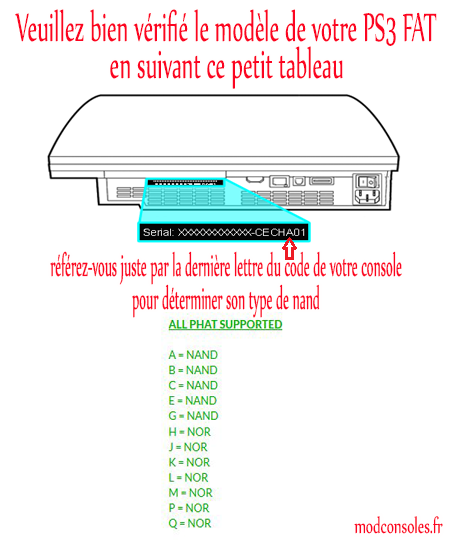 Veuillez bien vérifié le modèle de votre PS3 FAT
en suivant ce petit tableau
Serial: XXXXXXXXXXXX-CECHA01
référez-vous juste par la dernière lettre du code de votre console
pour déterminer son type de nand
ALL PHAT SUPPORTED
A = NAND
B = NAND
C = NAND
E = NAND
G = NAND
H = NOR
J = NOR
K = NOR
L = NOR
M = NOR
P = NOR
Q = NOR
modconsoles.fr